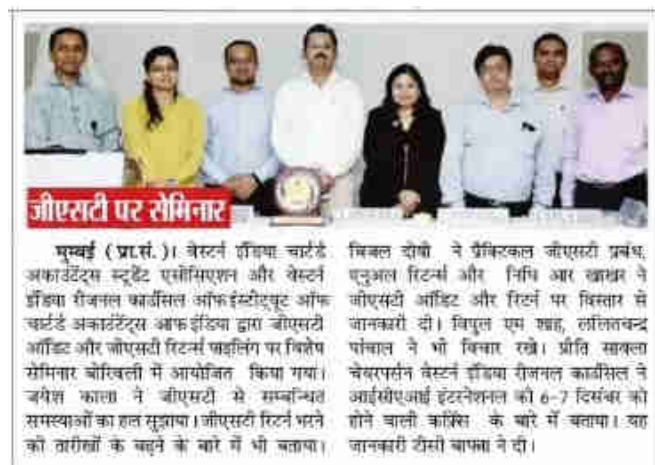 जीएसटी पर सेमिनार
मुम्बई (प्रा.सं.)। वेस्टर्न इंडिया चार्टर्ड
अकाउंटेंट्स स्टूडेंट एसोसिएशन और वेस्टर्न
इंडिया रीजनल काउंसिल ऑफ इंस्टीट्यूट ऑफ
चार्टर्ड अकाउंटेंट्स आफ इंडिया द्वारा जीएसटी
ऑडिट और जीएसटी रिटर्न्स फाइलिंग पर विशेष
सेमिनार बोरिवली में आयोजित किया गया।
जयेश काला ने जीएसटी से सम्बन्धित
समस्याओं का हल सुझाया। जीएसटी रिटर्न भरने
की तारीखों के बढ़ने के बारे में भी बताया।
बिजल दोषी ने प्रैक्टिकल जीएसटी प्रबंध,
एनुअल रिटर्न्स और निधि आर खाखर ने
जीएसटी ऑडिट और रिटर्न पर विस्तार से
जानकारी दी। विपुल एम शाह, ललितचन्द्र
पांचाल ने भी विचार रखे। प्रीति सावला
चेयरपर्सन वेस्टर्न इंडिया रीजनल काउंसिल ने
आईसीएआई इंटरनेशनल की 6-7 दिसंबर को
होने वाली कांफ्रेंस के बारे में बताया। यह
जानकारी टीसी बाफ्ना ने दी।